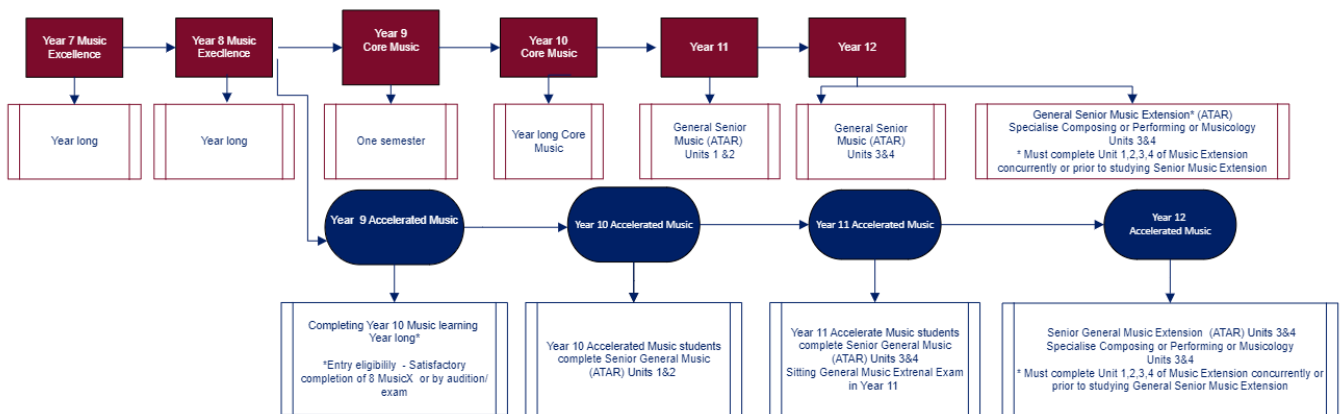 Year 7 Music
Excellence
Year 8 Music
Execllence
Year 9
Core Music
Year 10
Core Music
Year 11
Year 12
Year long
Year long
One semester
Year long Core
Music
General Senior
Music (ATAR)
Units 1 &2
General Senior
Music (ATAR)
Units 3&4
General Senior Music Extension* (ATAR)
Specialise Composing or Performing or Musicology
Units 3&4
* Must complete Unit 1,2,3,4 of Music Extension
concurrently or prior to studying Senior Music Extension
Year 9 Accelerated Music
Year 10 Accelerated Music
Year 11 Accelerated Music
Year 12
Accelerated Music
Completing Year 10 Music learning
Year long*
*Entry eligibilily - Satisfactory
completion of 8 MusicX or by audition/
exam
Year 10 Accelerated Music students
complete Senior General Music
(ATAR) Units 1&2
Year 11 Accelerate Music students
complete Senior General Music
(ATAR) Units 3&4
Sitting General Music Extrenal Exam
in Year 11
Senior General Music Extension (ATAR) Units 3&4
Specialise Composing or Performing or Musicology
Units 3&4
* Must complete Unit 1,2,3,4 of Music Extension concurrently or
prior to studying General Senior Music Extension